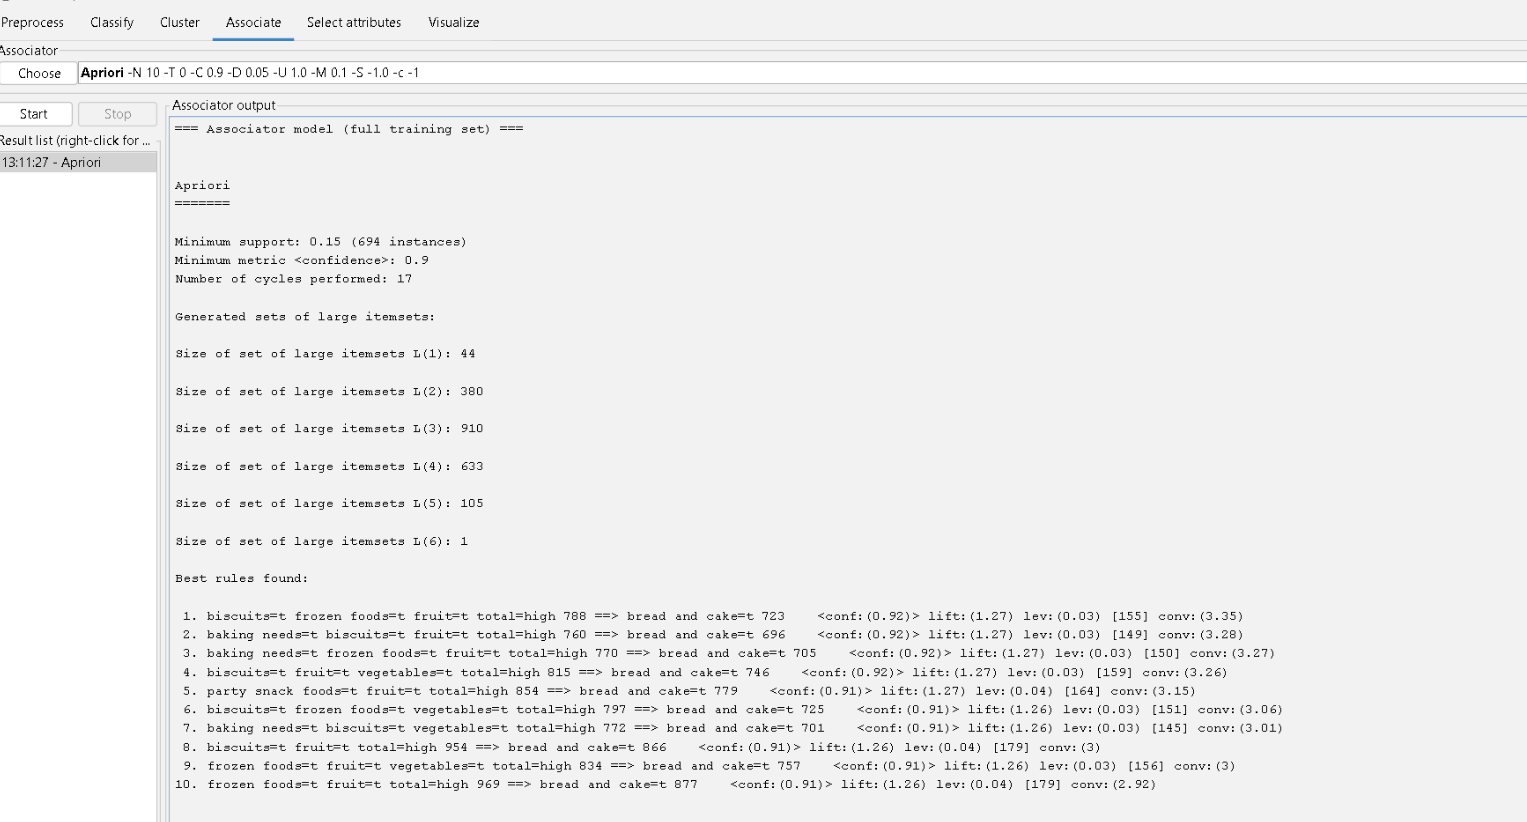 Preprocess Classify Cluster Associate Select attributes Visualize
Associator
Choose Apriori -N 10 -T 0 -C 0.9 -D 0.05 -U 1.0 -M 0.1 -S -1.0 -c -1
Start Stop
Result list (right-click for ...
13:11:27 - Apriori
Associator output
=== Associator model (full training set) ===
Apriori
=======
Minimum support: 0.15 (694 instances)
Minimum metric <confidence>: 0.9
Number of cycles performed: 17
Generated sets of large itemsets:
Size of set of large itemsets L(1): 44
Size of set of large itemsets L(2): 380
Size of set of large itemsets L(3): 910
Size of set of large itemsets L(4): 633
Size of set of large itemsets L(5): 105
Size of set of large itemsets L(6): 1
Best rules found:
1. biscuits=t frozen foods=t fruit=t total=high 788 ==> bread and cake=t 723 <conf:(0.92)> lift:(1.27) lev:(0.03) [155] conv:(3.35)
2. baking needs=t biscuits=t fruit=t total=high 760 ==> bread and cake=t 696 <conf:(0.92)> lift:(1.27) lev:(0.03) [149] conv:(3.28)
3. baking needs=t frozen foods=t fruit=t total=high 770 ==> bread and cake=t 705 <conf:(0.92)> lift:(1.27) lev:(0.03) [150] conv:(3.27)
4. biscuits=t fruit=t vegetables=t total=high 815 ==> bread and cake=t 746 <conf:(0.92)> lift:(1.27) lev:(0.03) [159] conv:(3.26)
5. party snack foods=t fruit=t total=high 854 ==> bread and cake=t 779 <conf:(0.91)> lift:(1.27) lev:(0.04) [164] conv:(3.15)
6. biscuits=t frozen foods=t vegetables=t total=high 797 ==> bread and cake=t 725 <conf:(0.91)> lift:(1.26) lev:(0.03) [151] conv:(3.06)
7. baking needs=t biscuits=t vegetables=t total=high 772 ==> bread and cake=t 701 <conf:(0.91)> lift:(1.26) lev:(0.03) [145] conv:(3.01)
8. biscuits=t fruit=t total=high 954 ==> bread and cake=t 866 <conf:(0.91)> lift:(1.26) lev:(0.04) [179] conv:(3)
9. frozen foods=t fruit=t vegetables=t total=high 834 ==> bread and cake=t 757 <conf:(0.91)> lift:(1.26) lev:(0.03) [156] conv:(3)
10. frozen foods=t fruit=t total=high 969 ==> bread and cake=t 877 <conf:(0.91)> lift:(1.26) lev:(0.04) [179] conv:(2.92)